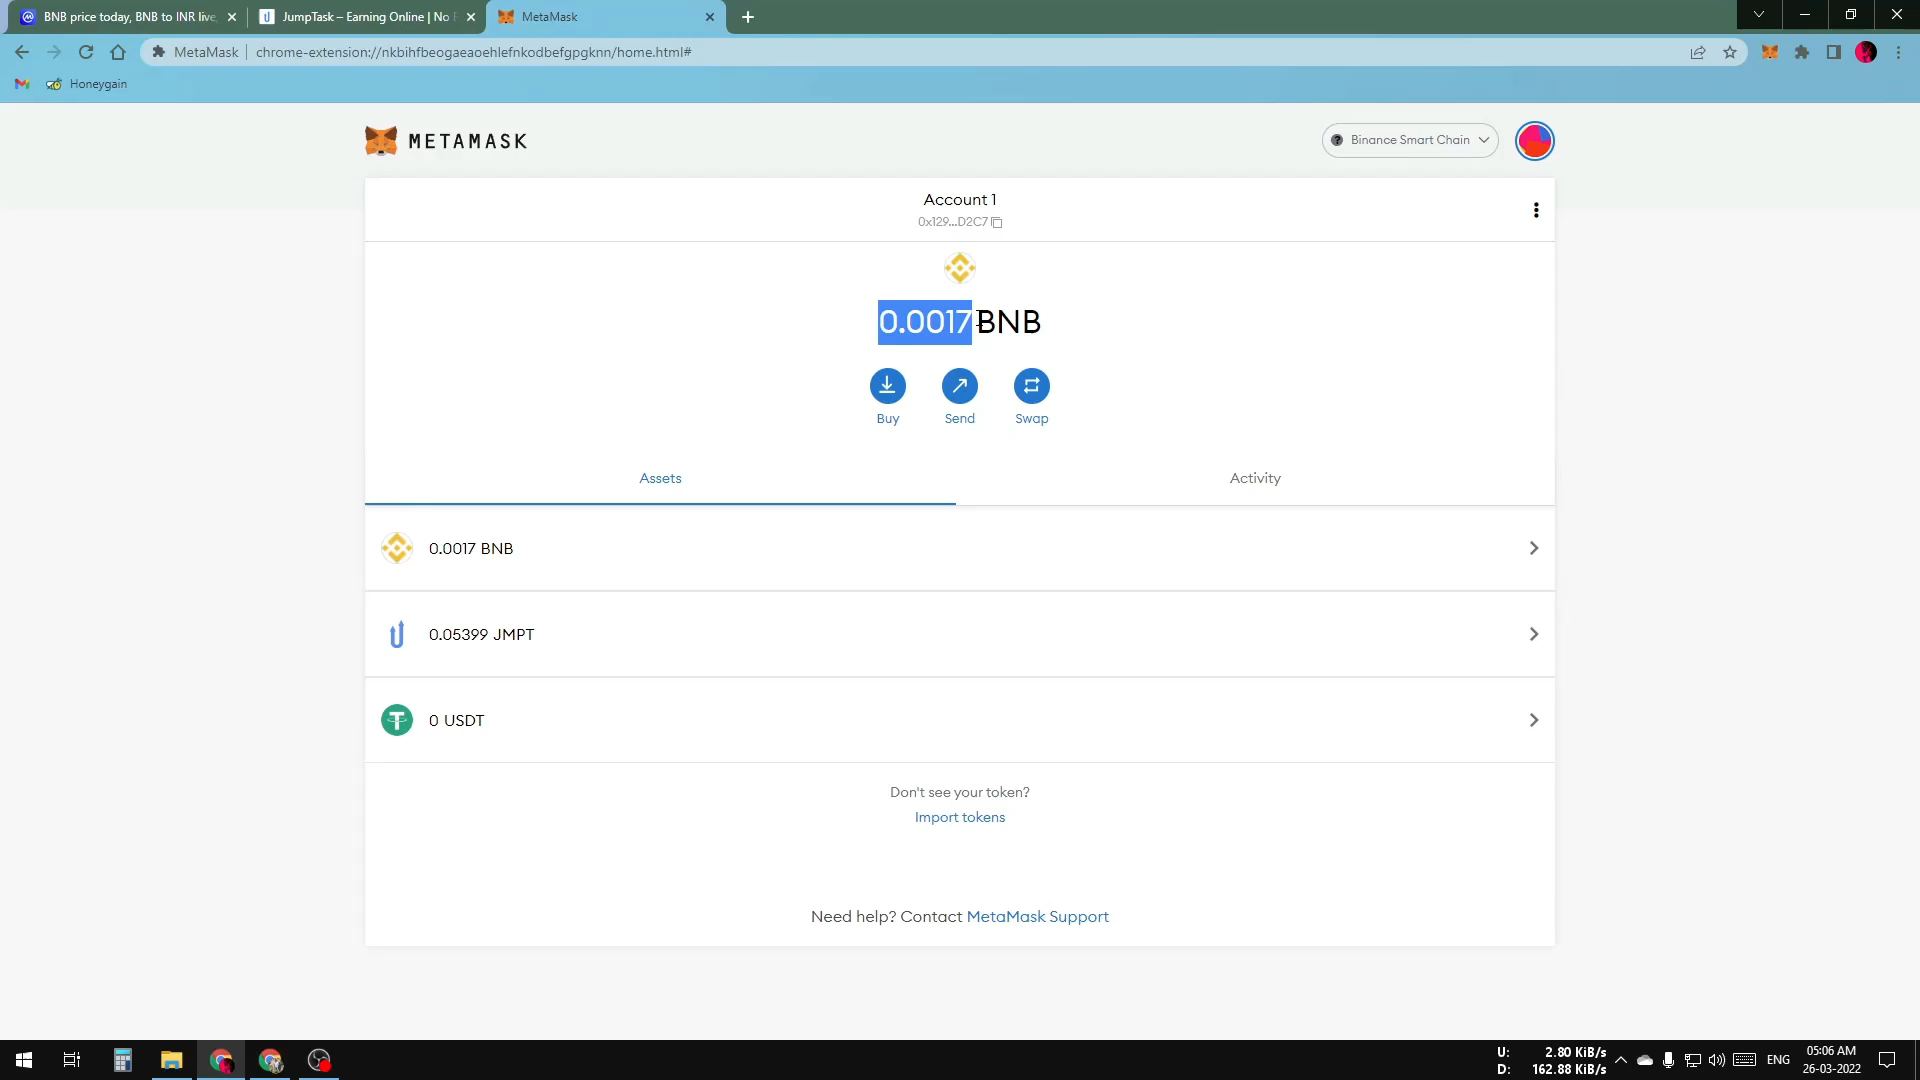 BNB price today, BNB to INR live,
JumpTask – Earning Online | No
MetaMask
MetaMask
chrome-extension://nkbihfbeogaeaoehlefnkodbefgpgknn/home.html#
Honeygain
METAMASK
Binance Smart Chain
Account 1
0x129...D2C7
0.0017 BNB
Buy
Send
Swap
Assets
Activity
0.0017 BNB
0.05399 JMPT
0 USDT
Don't see your token?
Import tokens
Need help? Contact MetaMask Support
U: 2.80 KiB/s
D: 162.88 KiB/s
ENG
05:06 AM
26-03-2022